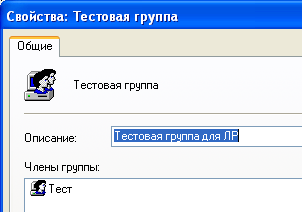 Свойства: Тестовая группа
Общие
Тестовая группа
Описание: Тестовая группа для ЛР
Члены группы:
Тест